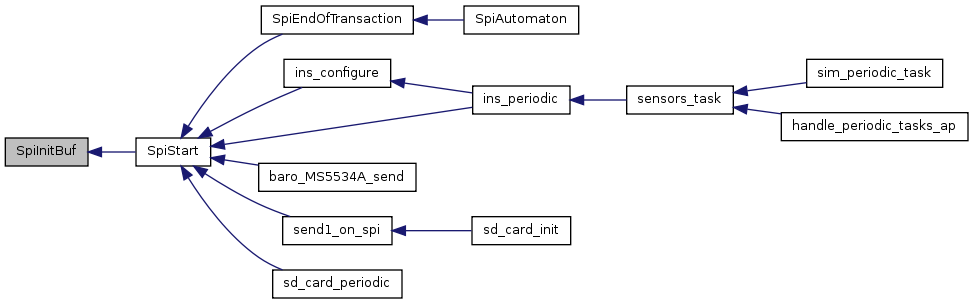 SpiEndOfTransaction
SpiAutomaton
ins_configure
sim_periodic_task
ins_periodic
sensors_task
handle_periodic_tasks_ap
SpiInitBuf
SpiStart
baro_MS5534A_send
send1_on_spi
sd_card_init
sd_card_periodic